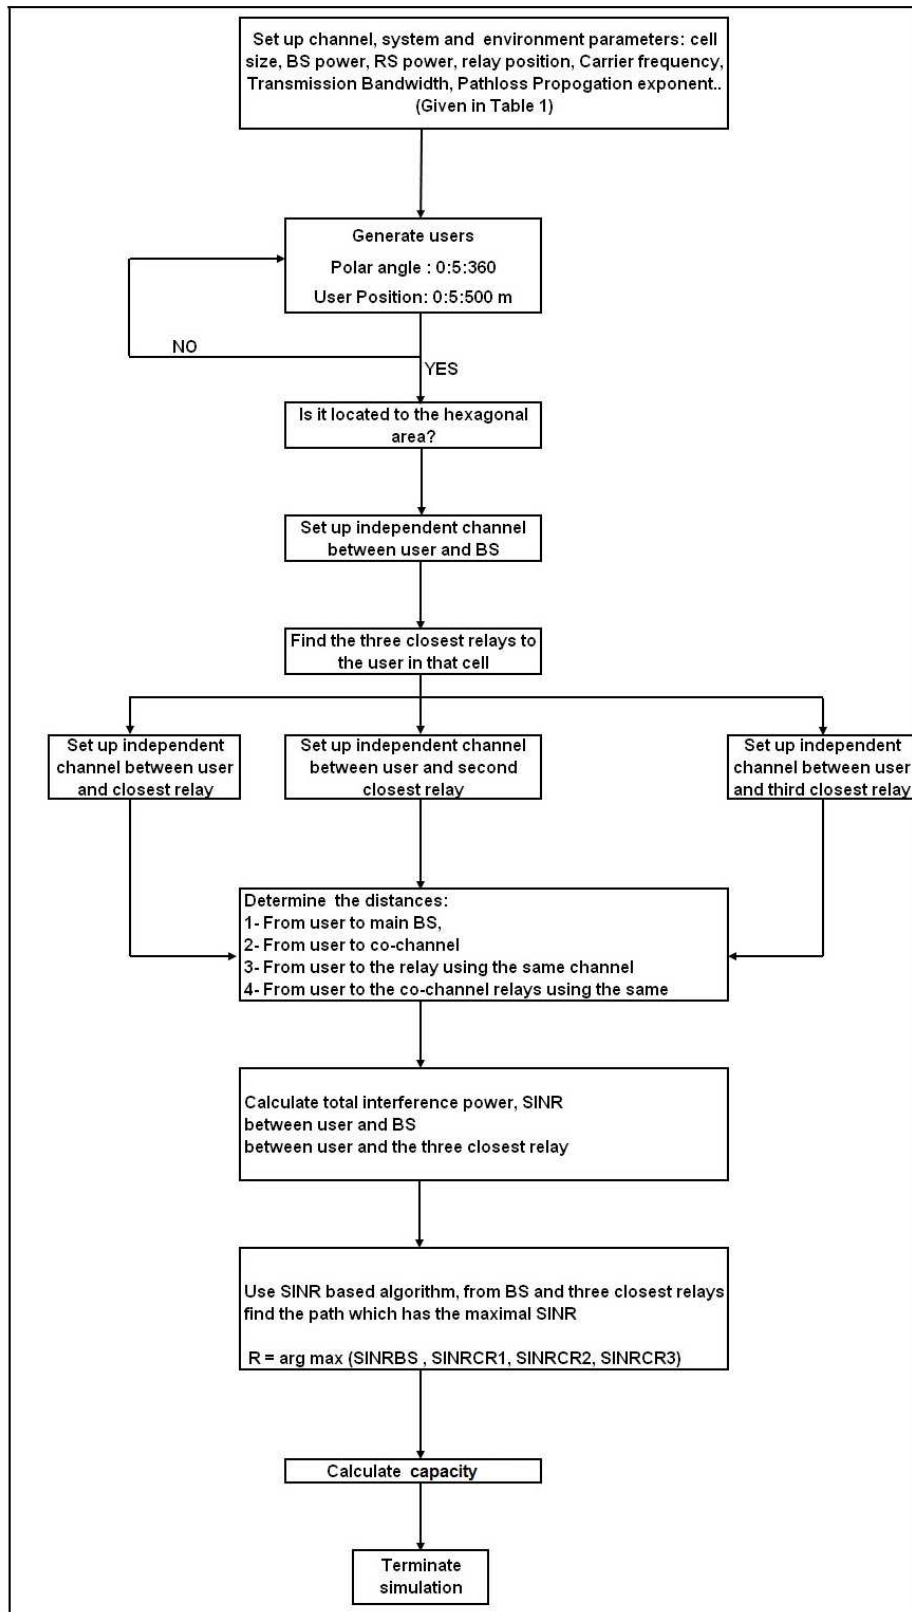 Set up channel, system and environment parameters: cell
size, BS power, RS power, relay position, Carrier frequency,
Transmission Bandwidth, Pathloss Propogation exponent..
(Given in Table 1)
Generate users
Polar angle : 0:5:360
User Position: 0:5:500 m
NO
YES
Is it located to the hexagonal
area?
Set up independent channel
between user and BS
Find the three closest relays to
the user in that cell
Set up independent
channel between user
and closest relay
Set up independent channel
between user and second
closest relay
Set up independent
channel between user
and third closest relay
Determine the distances:
1- From user to main BS,
2- From user to co-channel
3- From user to the relay using the same channel
4- From user to the co-channel relays using the same
Calculate total interference power, SINR
between user and BS
between user and the three closest relay
Use SINR based algorithm, from BS and three closest relays
find the path which has the maximal SINR
R = arg max (SINRBS , SINRCR1, SINRCR2, SINRCR3)
Calculate capacity
Terminate
simulation